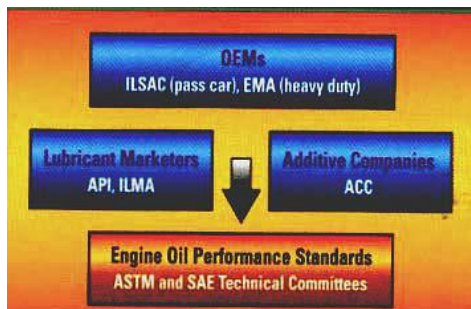 OEMs
ILSAC (pass car), EMA (heavy duty)
Lubricant Marketers
API, ILMA
Additive Companies
ACC
Engine Oil Performance Standards
ASTM and SAE Technical Committees